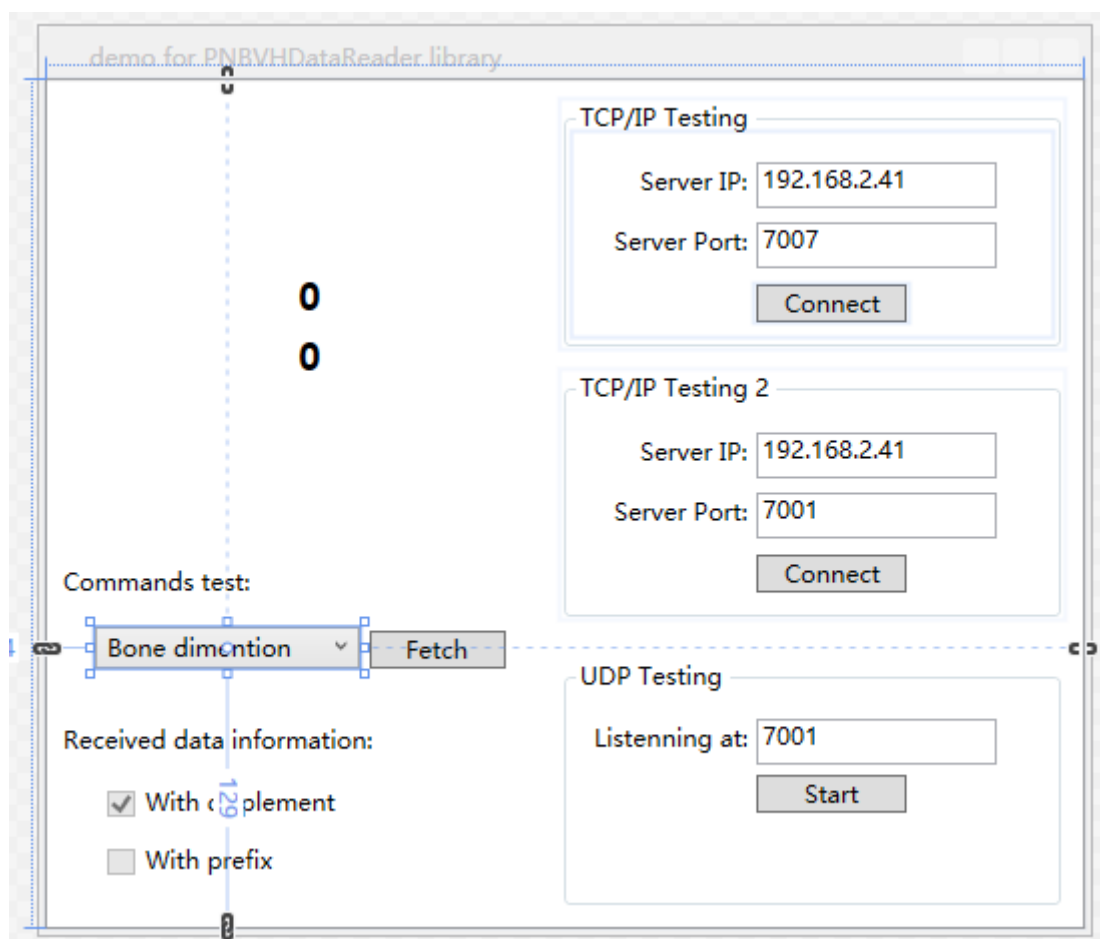 demo for PNBVHDataReader library
TCP/IP Testing
Server IP: 192.168.2.41
Server Port: 7007
Connect
0
0
TCP/IP Testing 2
Server IP: 192.168.2.41
Server Port: 7001
Connect
Commands test:
Bone dimontion
Fetch
UDP Testing
Listenning at: 7001
Start
Received data information:
With
129
With prefix